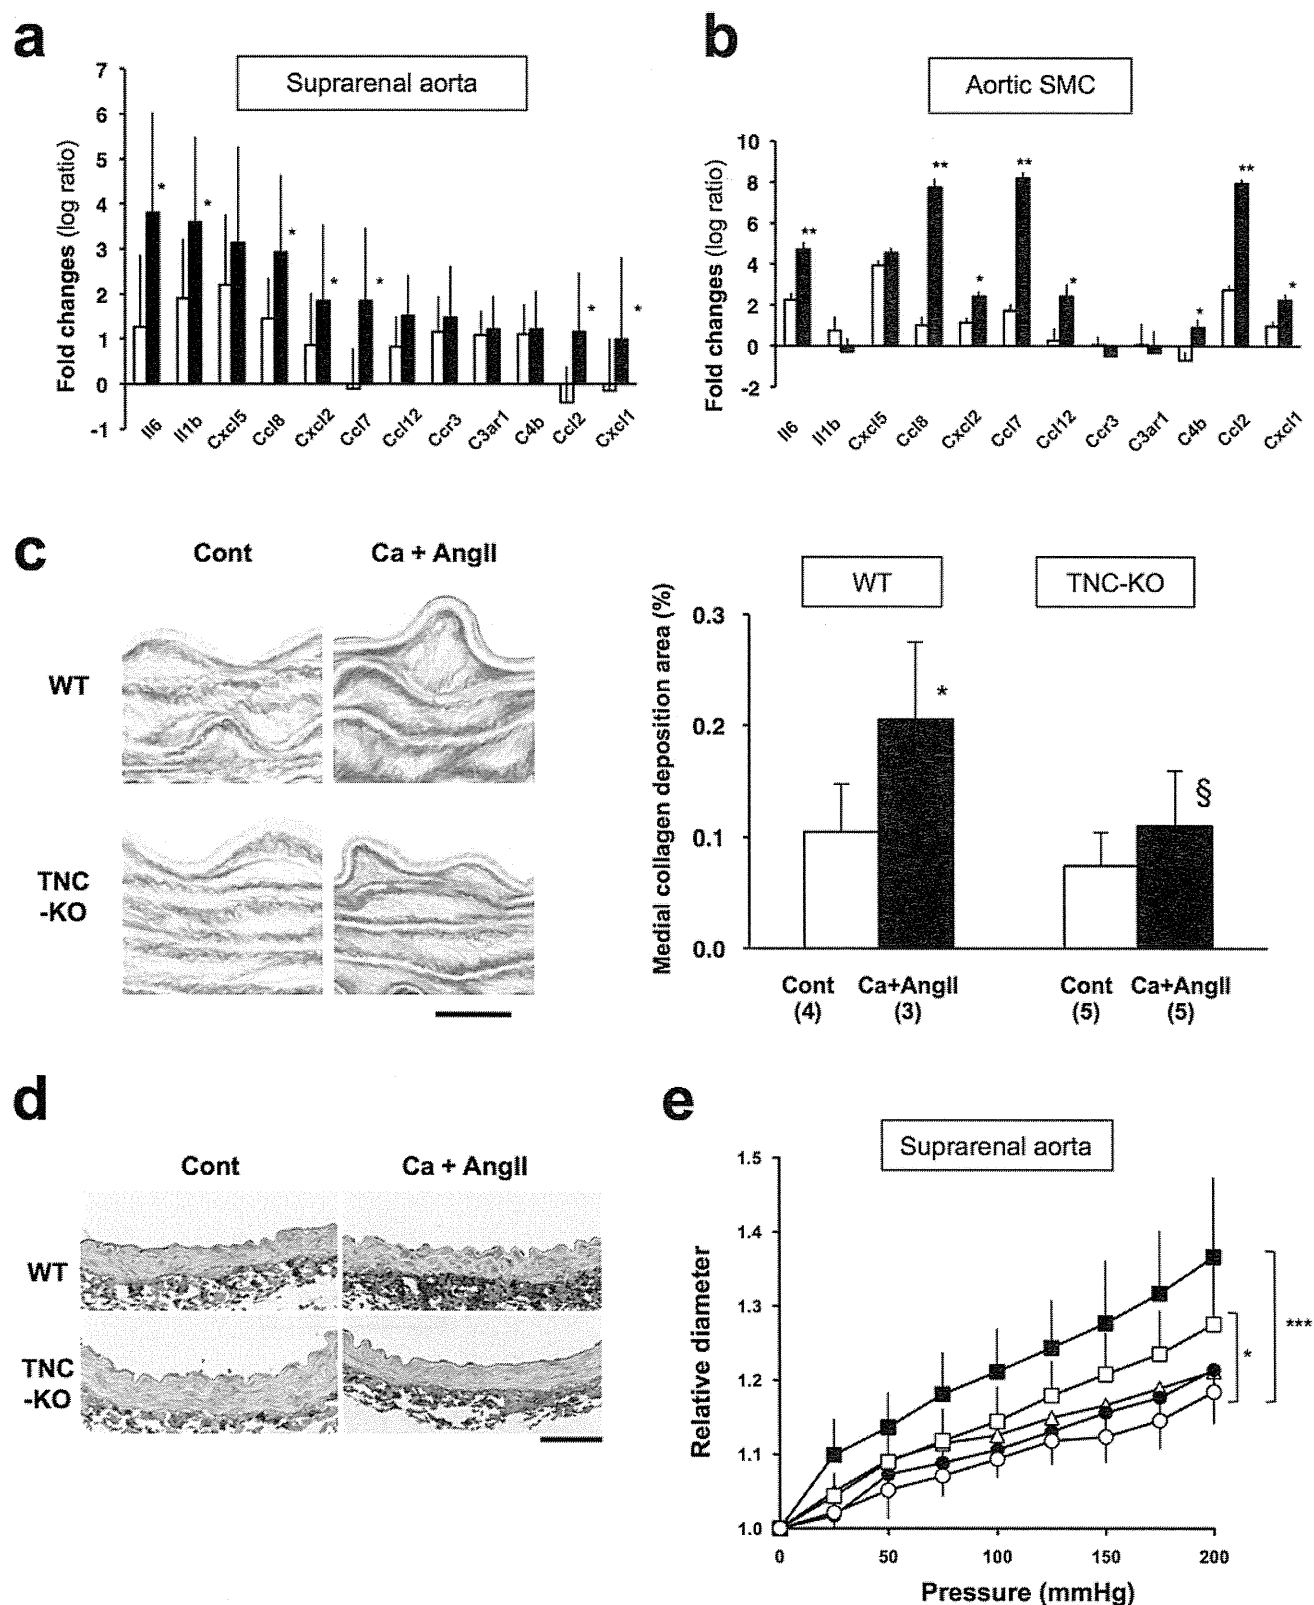 a
Suprarenal aorta
Fold changes (log ratio)
7
6
5
4
3
2
1
0
-1
*
*
*
*
*
*
*
Il6
Il1b
Cxcl5
Ccl8
Cxcl2
Ccl7
Ccl12
Ccr3
C3ar1
C4b
Ccl2
Cxcl1
b
Aortic SMC
Fold changes (log ratio)
10
8
6
4
2
0
-2
**
**
*
**
*
*
**
*
Il6
Il1b
Cxcl5
Ccl8
Cxcl2
Ccl7
Ccl12
Ccr3
C3ar1
C4b
Ccl2
Cxcl1
c
Cont
Ca + AngII
WT
TNC
-KO
WT
TNC-KO
Medial collagen deposition area (%)
0.3
0.2
0.1
0.0
*
§
Cont Ca+AngII Cont Ca+AngII
(4) (3) (5) (5)
d
Cont
Ca + AngII
WT
TNC
-KO
e
Suprarenal aorta
Relative diameter
1.5
1.4
1.3
1.2
1.1
1.0
*
***
0 50 100 150 200
Pressure (mmHg)